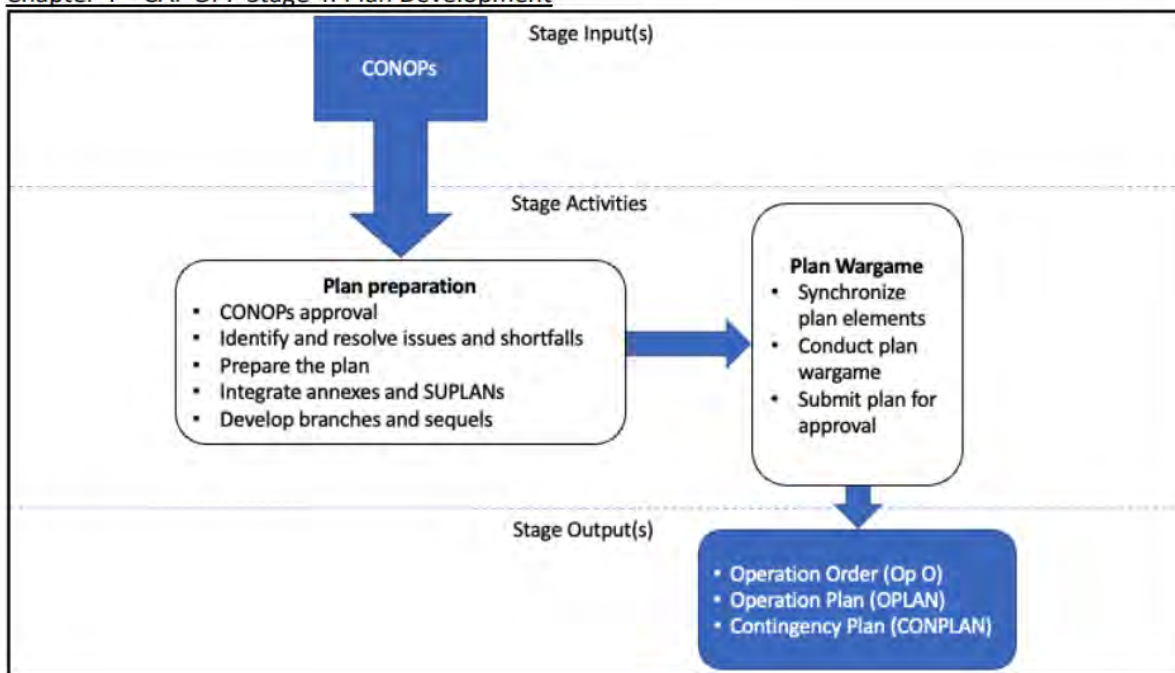 Stage Input(s)
CONOPs
Stage Activities
Plan preparation
• CONOPs approval
• Identify and resolve issues and shortfalls
• Prepare the plan
• Integrate annexes and SUPLANs
• Develop branches and sequels
Plan Wargame
• Synchronize
plan elements
• Conduct plan
wargame
• Submit plan for
approval
Stage Output(s)
• Operation Order (Op O)
• Operation Plan (OPLAN)
• Contingency Plan (CONPLAN)